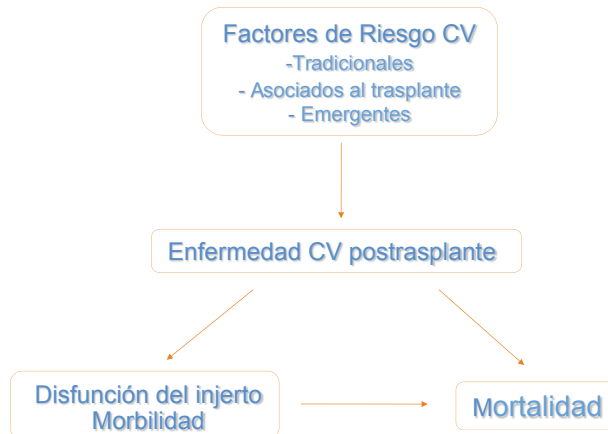 Factores de Riesgo CV
-Tradicionales
- Asociados al trasplante
- Emergentes
Enfermedad CV postrasplante
Disfunción del injerto
Morbilidad
Mortalidad